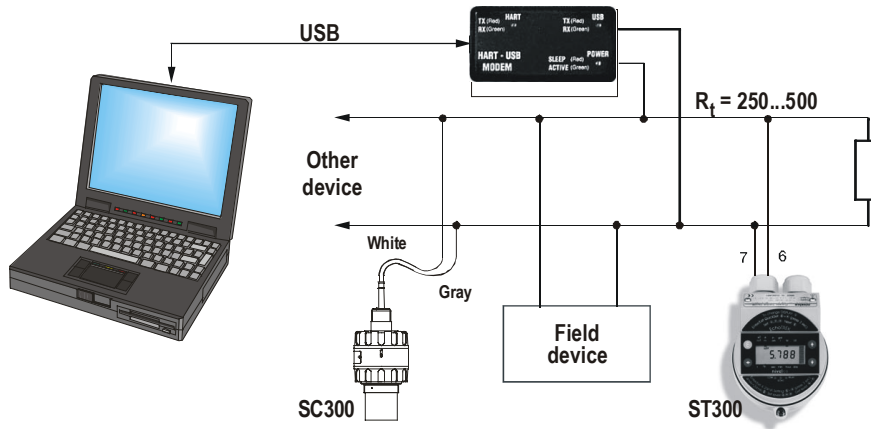 USB
TX (Red) HART
RX (Green)
TX (Red) USB
RX (Green)
HART - USB
MODEM
SLEEP (Red) POWER
ACTIVE (Green)
Rt = 250...500
Other
device
White
Gray
7 6
Field
device
5.788
SC300
ST300